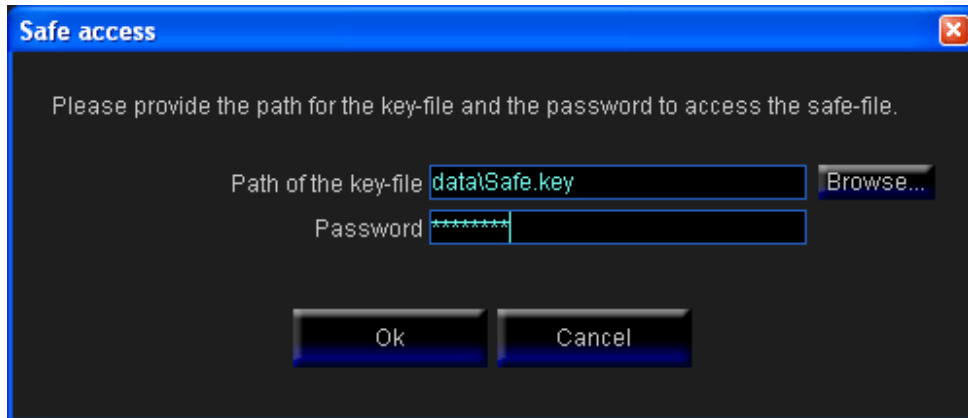 Safe access
Please provide the path for the key-file and the password to access the safe-file.
Path of the key-file data\Safe.key Browse...
Password ********
Ok Cancel